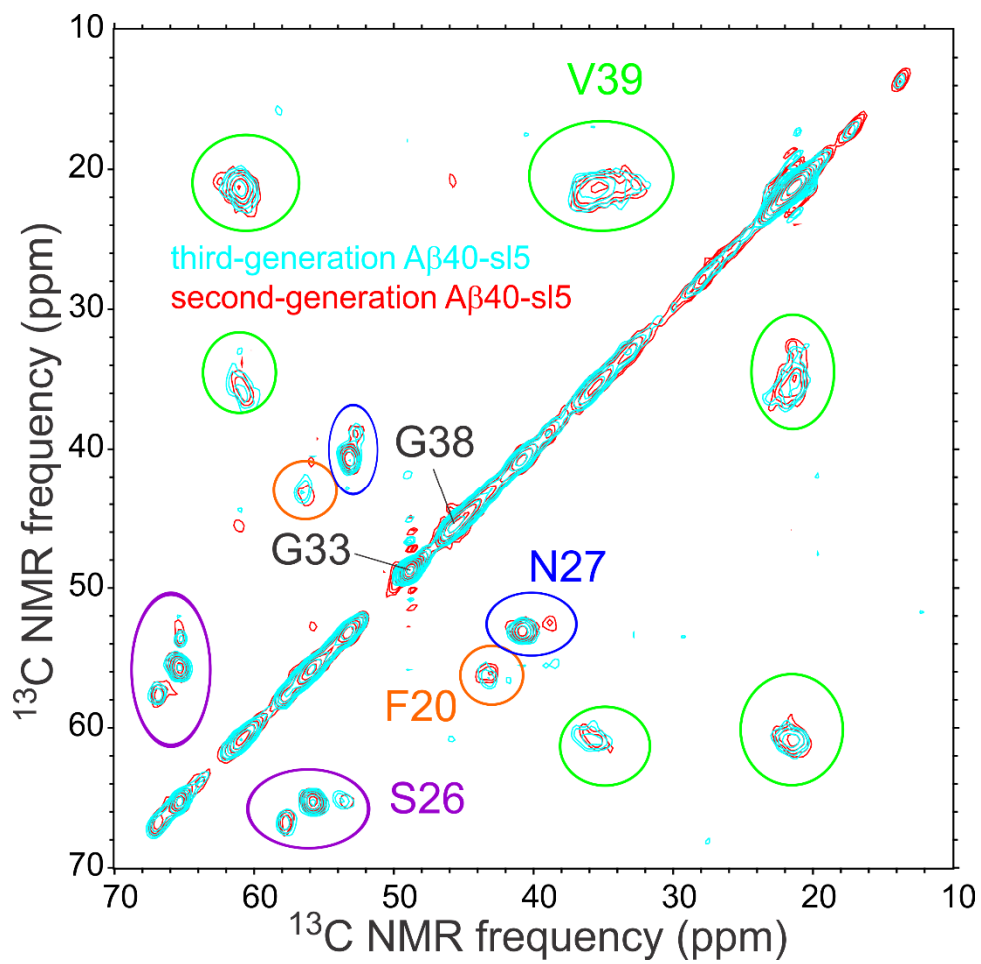 10
20
30
40
50
60
70
13C NMR frequency (ppm)
V39
third-generation Aβ40-sl5
second-generation Aβ40-sl5
G38
G33
N27
F20
S26
70 60 50 40 30 20 10
13C NMR frequency (ppm)